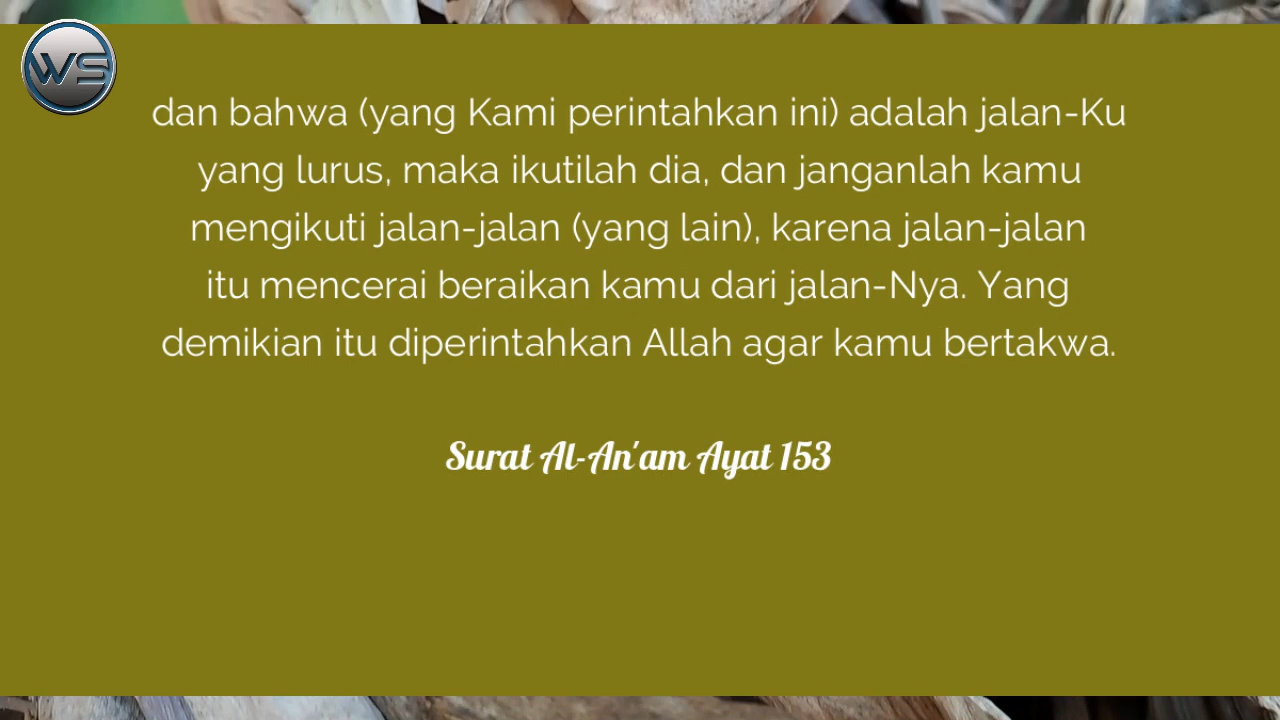 WS
dan bahwa (yang Kami perintahkan ini) adalah jalan-Ku
yang lurus, maka ikutilah dia, dan janganlah kamu
mengikuti jalan-jalan (yang lain), karena jalan-jalan
itu mencerai beraikan kamu dari jalan-Nya. Yang
demikian itu diperintahkan Allah agar kamu bertakwa.
Surat Al-An'am Ayat 153